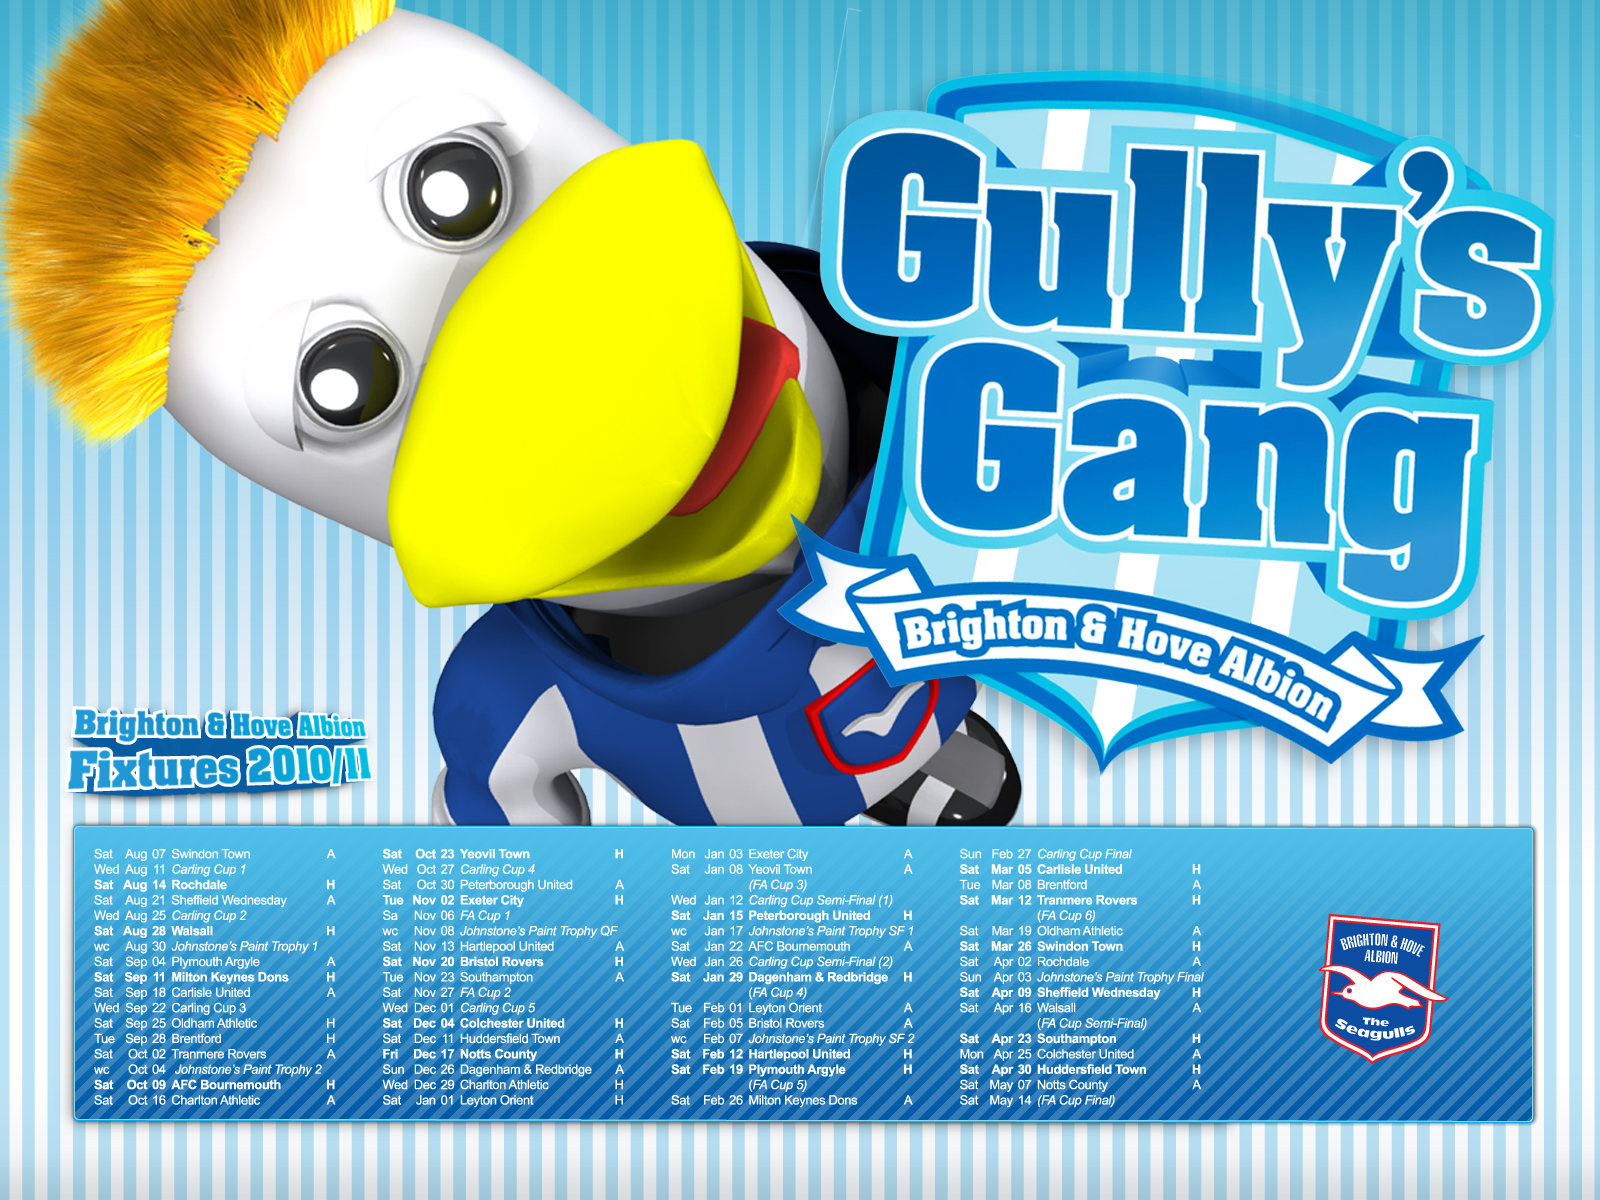 Gully's
Gang
Brighton & Hove Albion
Brighton & Hove Albion
Fixtures 2010/11
Sat Aug 07 Swindon Town A
Wed Aug 11 Carling Cup 1
Sat Aug 14 Rochdale H
Sat Aug 21 Sheffield Wednesday A
Wed Aug 25 Carling Cup 2
Sat Aug 28 Walsall H
wc Aug 30 Johnstone's Paint Trophy 1
Sat Sep 04 Plymouth Argyle A
Sat Sep 11 Milton Keynes Dons H
Sat Sep 18 Carlisle United A
Wed Sep 22 Carling Cup 3
Sat Sep 25 Oldham Athletic H
Tue Sep 28 Brentford H
Sat Oct 02 Tranmere Rovers A
wc Oct 04 Johnstone's Paint Trophy 2
Sat Oct 09 AFC Bournemouth H
Sat Oct 16 Charlton Athletic A
Sat Oct 23 Yeovil Town H
Wed Oct 27 Carling Cup 4
Sat Oct 30 Peterborough United A
Tue Nov 02 Exeter City H
Sa Nov 06 FA Cup 1
wc Nov 08 Johnstone's Paint Trophy QF
Sat Nov 13 Hartlepool United A
Sat Nov 20 Bristol Rovers H
Tue Nov 23 Southampton A
Sat Nov 27 FA Cup 2
Wed Dec 01 Carling Cup 5
Sat Dec 04 Colchester United H
Sat Dec 11 Huddersfield Town A
Fri Dec 17 Notts County H
Sun Dec 26 Dagenham & Redbridge A
Wed Dec 29 Charlton Athletic H
Sat Jan 01 Leyton Orient H
Mon Jan 03 Exeter City A
Sat Jan 08 Yeovil Town A
(FA Cup 3)
Wed Jan 12 Carling Cup Semi-Final (1)
Sat Jan 15 Peterborough United H
wc Jan 17 Johnstone's Paint Trophy SF 1
Sat Jan 22 AFC Bournemouth A
Wed Jan 26 Carling Cup Semi-Final (2)
Sat Jan 29 Dagenham & Redbridge H
(FA Cup 4)
Tue Feb 01 Leyton Orient A
Sat Feb 05 Bristol Rovers A
wc Feb 07 Johnstone's Paint Trophy SF 2
Sat Feb 12 Hartlepool United H
Sat Feb 19 Plymouth Argyle H
(FA Cup 5)
Sat Feb 26 Milton Keynes Dons A
Sun Feb 27 Carling Cup Final
Sat Mar 05 Carlisle United H
Tue Mar 08 Brentford A
Sat Mar 12 Tranmere Rovers H
(FA Cup 6)
Sat Mar 19 Oldham Athletic A
Sat Mar 26 Swindon Town H
Sat Apr 02 Rochdale A
Sun Apr 03 Johnstone's Paint Trophy Final
Sat Apr 09 Sheffield Wednesday H
Sat Apr 16 Walsall A
(FA Cup Semi-Final)
Sat Apr 23 Southampton H
Mon Apr 25 Colchester United A
Sat Apr 30 Huddersfield Town H
Sat May 07 Notts County A
Sat May 14 (FA Cup Final)
BRIGHTON & HOVE
ALBION
The
Seagulls